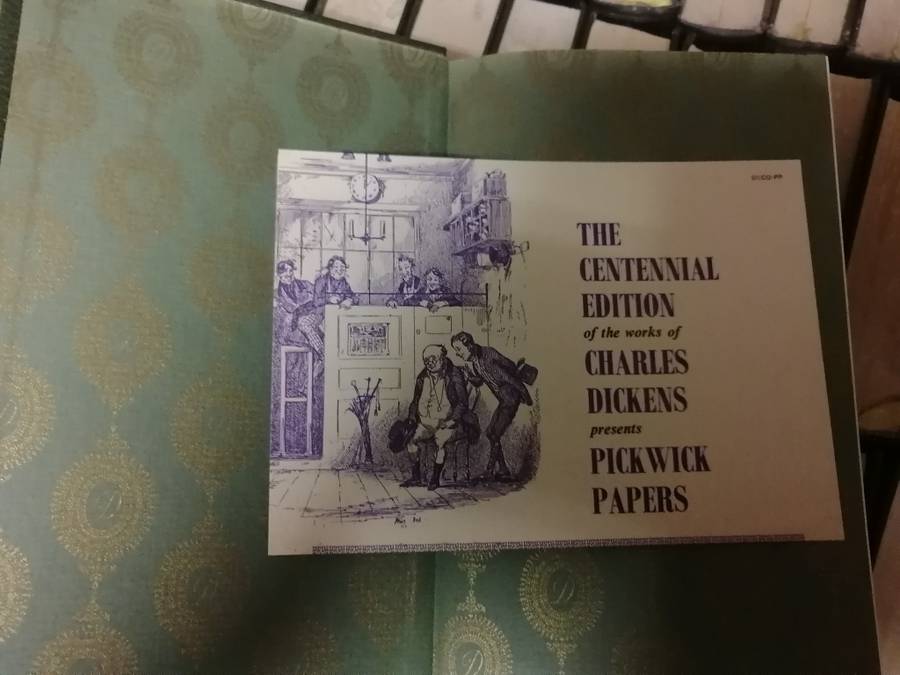 THE
CENTENNIAL
EDITION
of the works of
CHARLES
DICKENS
presents
PICKWICK
PAPERS
D
D
D